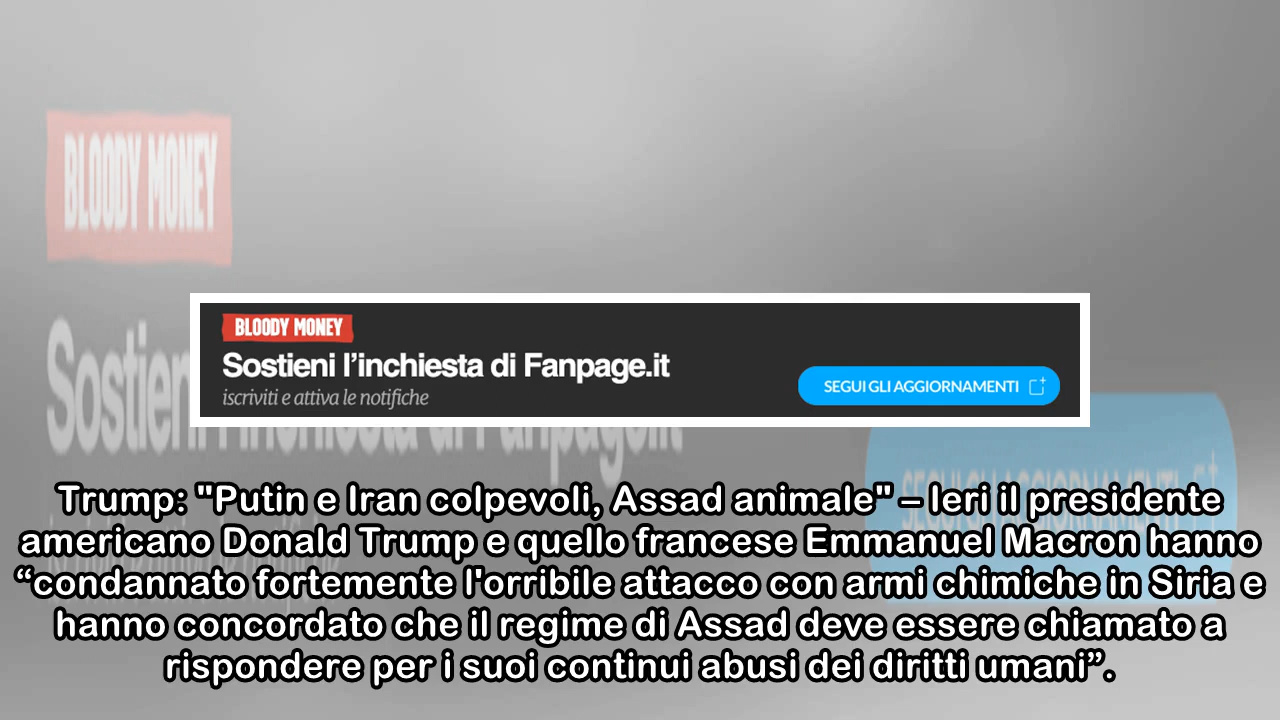 BLOODY MONEY
BLOODY MONEY
Sostieni l’inchiesta di Fanpage.it
iscriviti e attiva le notifiche
SEGUI GLI AGGIORNAMENTI
Trump: "Putin e Iran colpevoli, Assad animale" – Ieri il presidente
americano Donald Trump e quello francese Emmanuel Macron hanno
“condannato fortemente l'orribile attacco con armi chimiche in Siria e
hanno concordato che il regime di Assad deve essere chiamato a
rispondere per i suoi continui abusi dei diritti umani”.